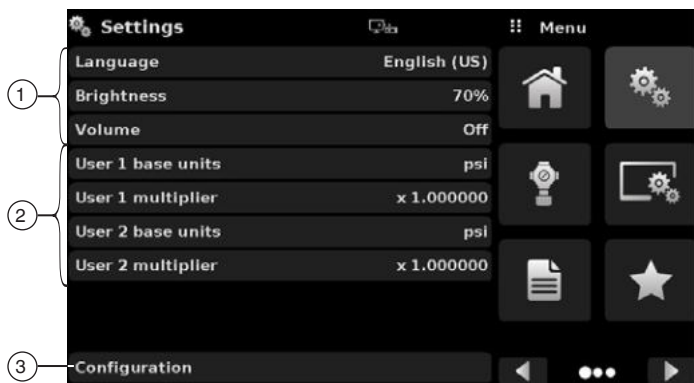 Settings
Menu
1
Language English (US)
Brightness 70%
Volume Off
2
User 1 base units psi
User 1 multiplier x 1.000000
User 2 base units psi
User 2 multiplier x 1.000000
3
Configuration